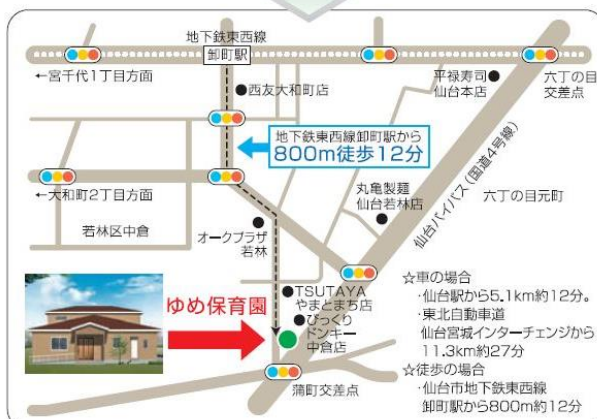 地下鉄東西線
卸町駅
←宮千代1丁目方面
平禄寿司
仙台本店
六丁の目
交差点
西友大和町店
地下鉄東西線卸町駅から
800m徒歩12分
←大和町2丁目方面
丸亀製麺
仙台若林店
仙台バイパス(国道4号線)
六丁の目元町
若林区中倉
オークプラザ
若林
TSUTAYA
やまとまち店
びっくり
ドンキー
中倉店
ゆめ保育園
蒲町交差点
☆車の場合
・仙台駅から5.1km約12分。
・東北自動車道
仙台宮城インターチェンジから
11.3km約27分
☆徒歩の場合
・仙台市地下鉄東西線
卸町駅から800m約12分